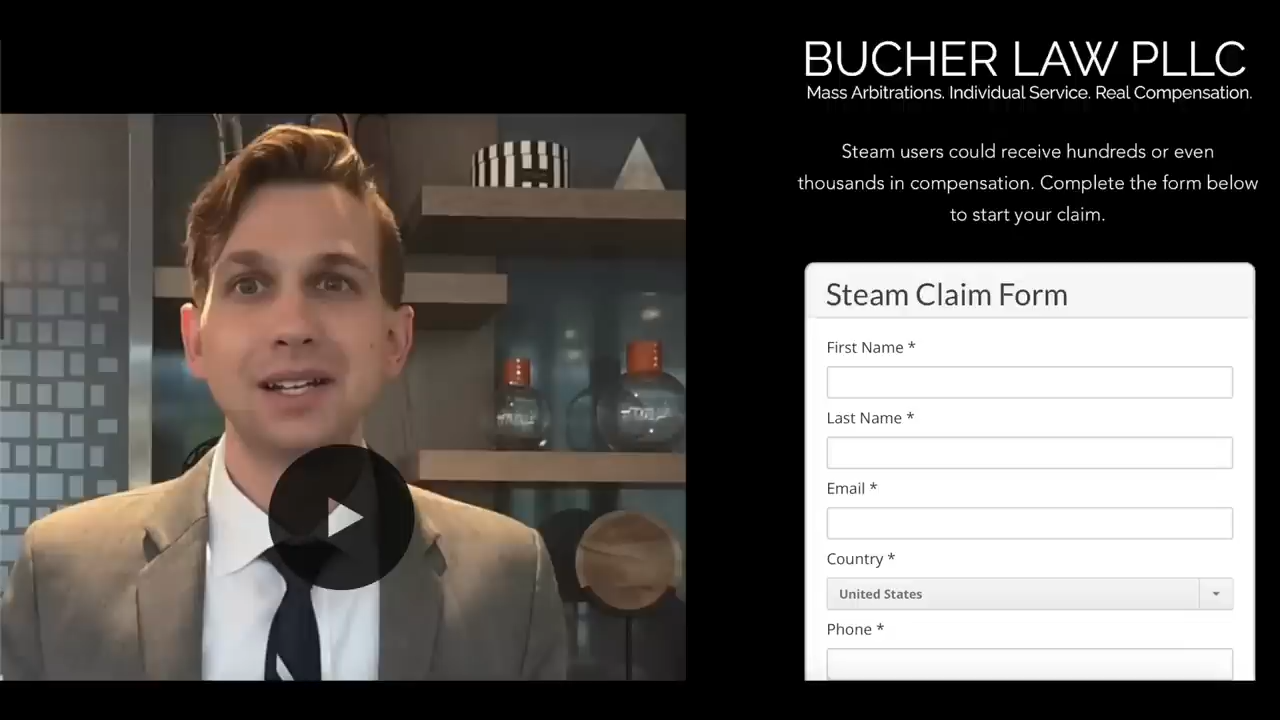 BUCHER LAW PLLC
Mass Arbitrations. Individual Service. Real Compensation.
Steam users could receive hundreds or even
thousands in compensation. Complete the form below
to start your claim.
Steam Claim Form
First Name *
Last Name *
Email *
Country *
United States
Phone *